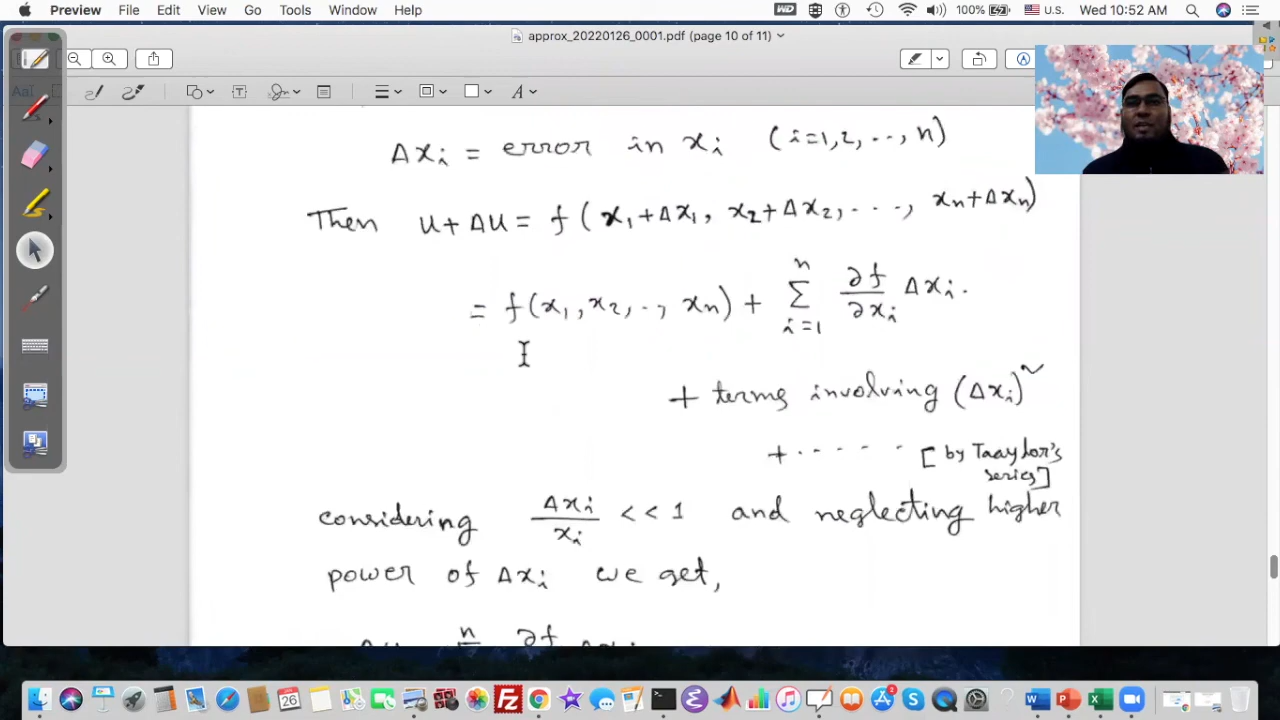 Preview File Edit View Go Tools Window Help 100% U.S. Wed 10:52 AM
approx_20220126_0001.pdf (page 10 of 11)
Δxᵢ = error in xᵢ (i=1,2,..,n)
Then u+Δu = f(x₁+Δx₁, x₂+Δx₂,...., xₙ+Δxₙ)
= f(x₁,x₂,.., xₙ) + Σᵢ₌₁ⁿ ∂f/∂xᵢ Δxᵢ.
+ terms involving (Δxᵢ)²
+ ..... [by Taaylor's
series]
considering Δxᵢ/xᵢ << 1 and neglecting higher
power of Δxᵢ we get,